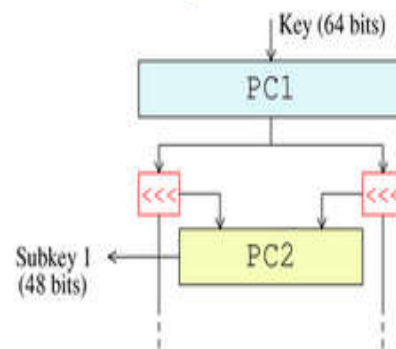 Key (64 bits)
PC1
<<< <<<
PC2
Subkey 1
(48 bits)